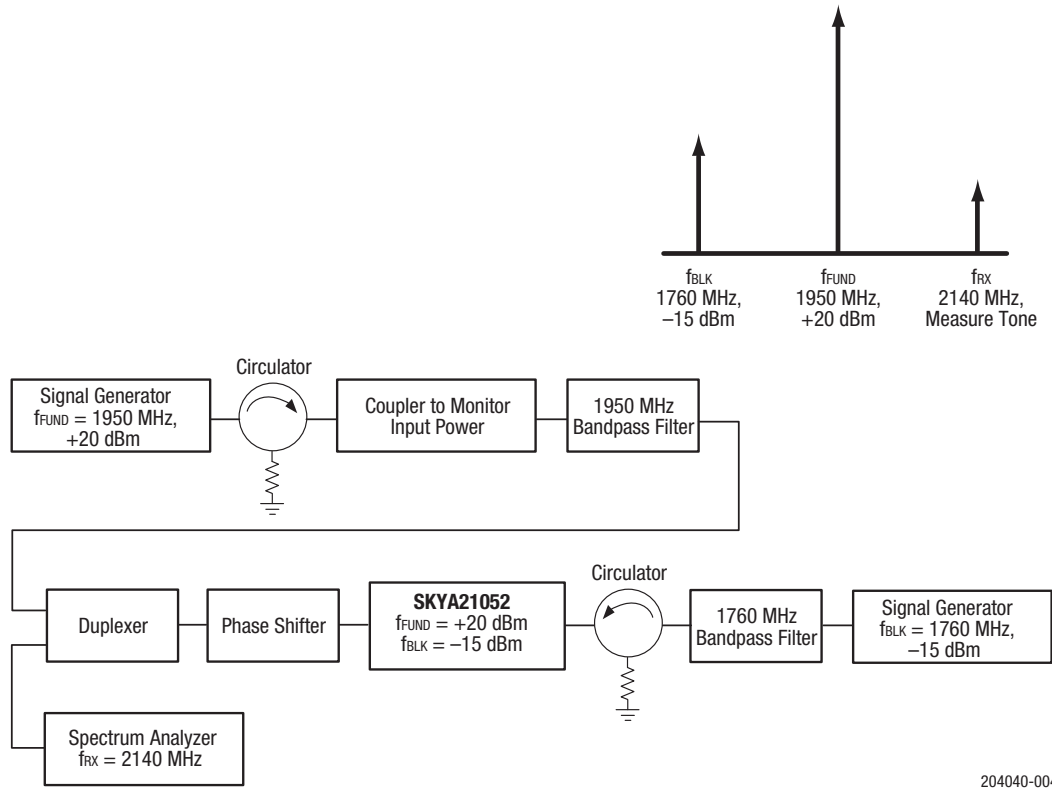 fBLK
1760 MHz,
–15 dBm
fFUND
1950 MHz,
+20 dBm
fRX
2140 MHz,
Measure Tone
Signal Generator
fFUND = 1950 MHz,
+20 dBm
Circulator
Coupler to Monitor
Input Power
1950 MHz
Bandpass Filter
Duplexer
Phase Shifter
SKYA21052
fFUND = +20 dBm
fBLK = –15 dBm
Circulator
1760 MHz
Bandpass Filter
Signal Generator
fBLK = 1760 MHz,
–15 dBm
Spectrum Analyzer
fRX = 2140 MHz
204040-004